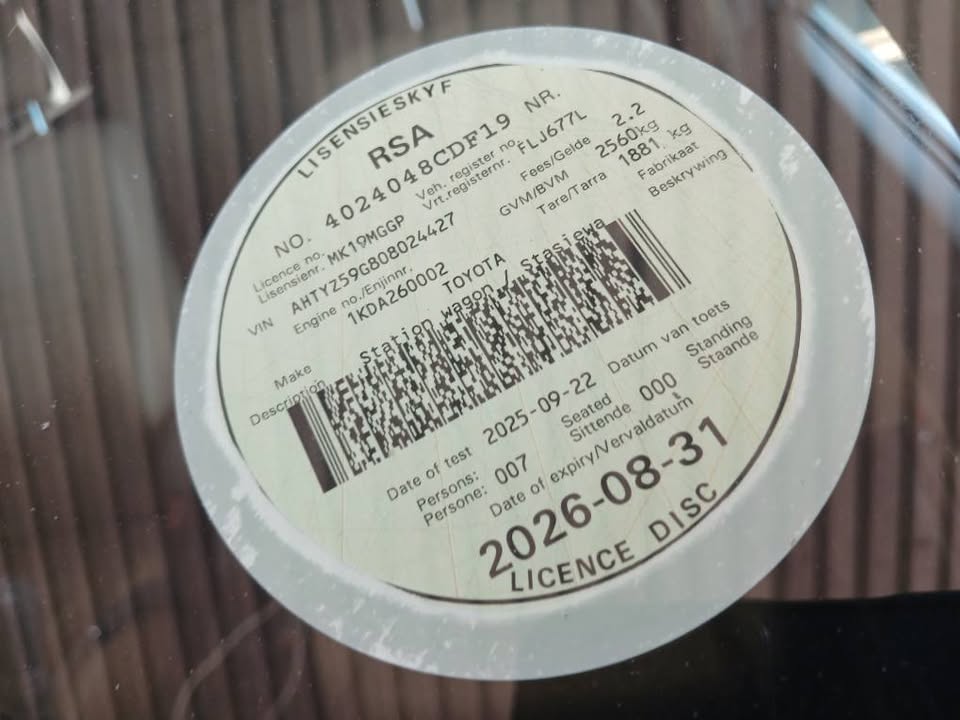 LISENSIESKYF
RSA
NO. 4024048CDF19 NR.
Licence no. Lisensienr. MK19MGGP Veh. register no. Vrt.registernr. FLJ677L
VIN AHTYZ59G808024427 Fees/Gelde 2.2
Engine no./Enjinnr. 1KDA260002 GVM/BVM 2560kg
Tare/Tarra 1881 kg
Make TOYOTA Fabrikaat
Description Station wagon / Stasiewa Beskrywing
Date of test 2025-09-22 Datum van toets
Persons: Persone: 007 Seated Sittende 000 Standing Staande
Date of expiry/Vervaldatum
2026-08-31
LICENCE DISC